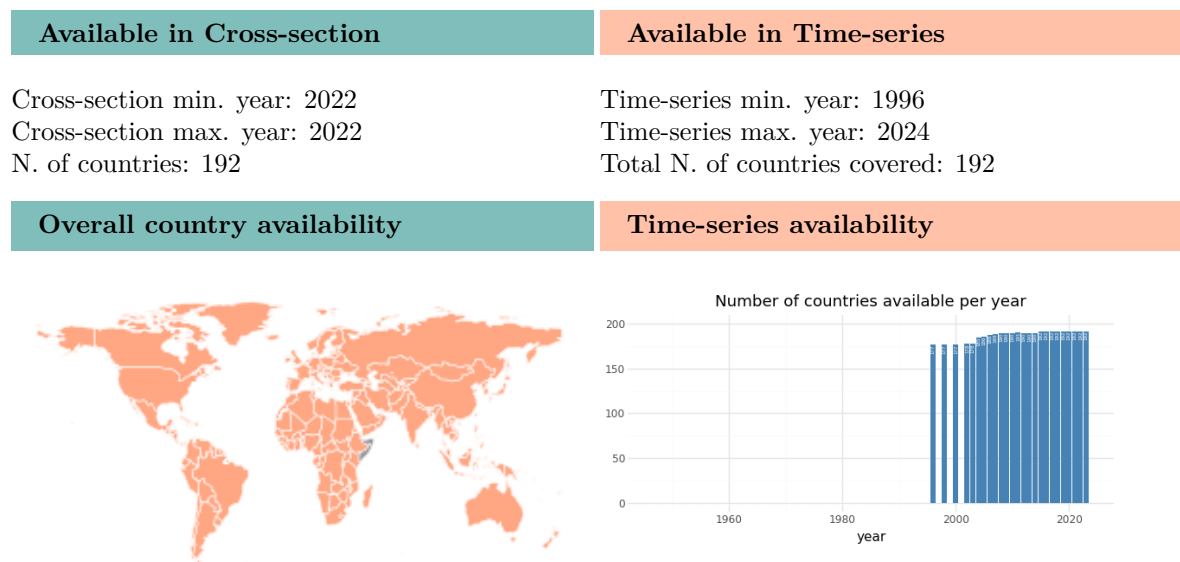 Available in Cross-section
Available in Time-series
Cross-section min. year: 2022
Cross-section max. year: 2022
N. of countries: 192
Time-series min. year: 1996
Time-series max. year: 2024
Total N. of countries covered: 192
Overall country availability
Time-series availability
Number of countries available per year
200
150
100
50
0
1960
1980
2000
2020
year